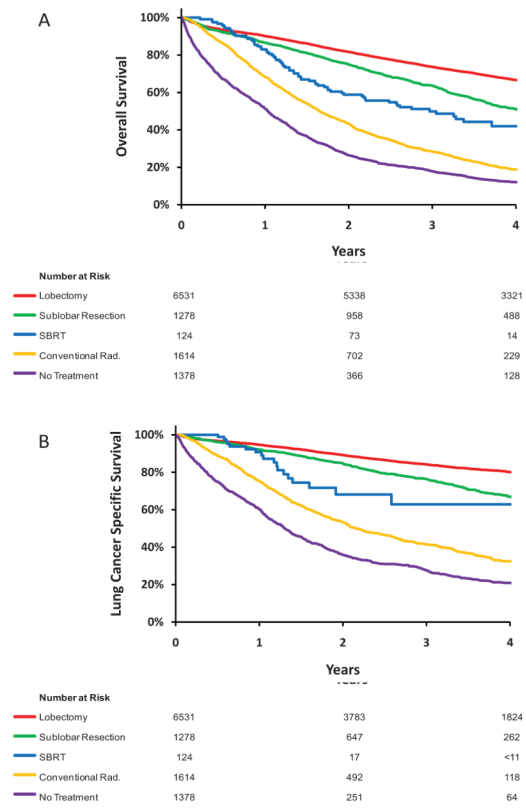 A
Overall Survival
100%
80%
60%
40%
20%
0%
0 1 2 3 4
Years
Number at Risk
Lobectomy 6531 5338 3321
Sublobar Resection 1278 958 488
SBRT 124 73 14
Conventional Rad. 1614 702 229
No Treatment 1378 366 128
B
Lung Cancer Specific Survival
100%
80%
60%
40%
20%
0%
0 1 2 3 4
Years
Number at Risk
Lobectomy 6531 3783 1824
Sublobar Resection 1278 647 262
SBRT 124 17 <11
Conventional Rad. 1614 492 118
No Treatment 1378 251 64